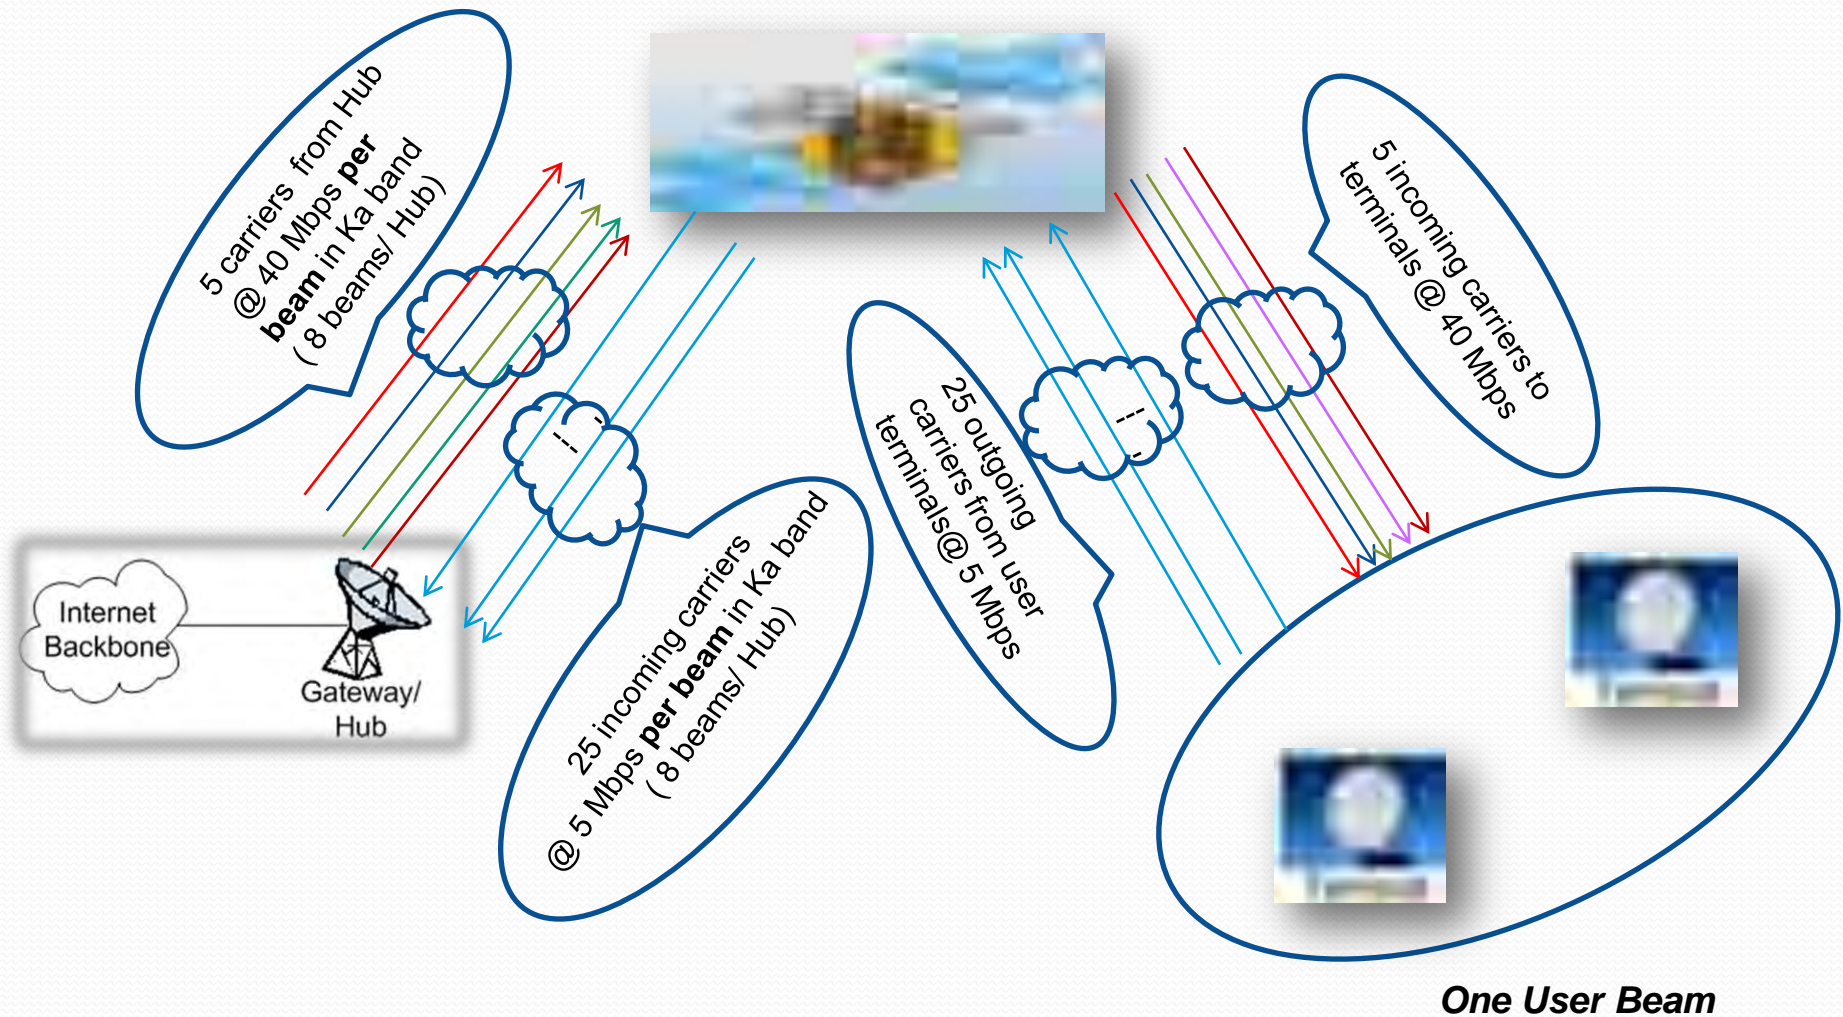 5 carriers  from Hub
@ 40 Mbps per
beam in Ka band
( 8 beams/ Hub)
5 incoming carriers to
terminals @ 40 Mbps
25 outgoing
carriers from user
terminals@ 5 Mbps
25 incoming carriers
@ 5 Mbps per beam in Ka band
( 8 beams/ Hub)
Internet
Backbone
Gateway/
Hub
One User Beam